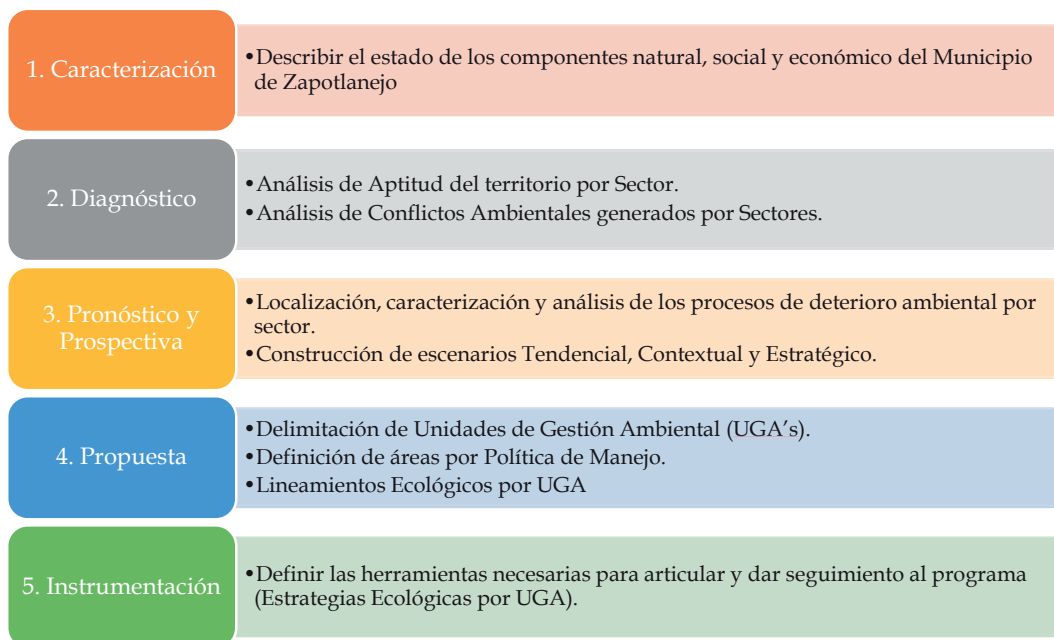 1. Caracterización
•Describir el estado de los componentes natural, social y económico del Municipio
de Zapotlanejo
2. Diagnóstico
•Análisis de Aptitud del territorio por Sector.
•Análisis de Conflictos Ambientales generados por Sectores.
3. Pronóstico y
Prospectiva
•Localización, caracterización y análisis de los procesos de deterioro ambiental por
sector.
•Construcción de escenarios Tendencial, Contextual y Estratégico.
4. Propuesta
•Delimitación de Unidades de Gestión Ambiental (UGA’s).
•Definición de áreas por Política de Manejo.
•Lineamientos Ecológicos por UGA
5. Instrumentación
•Definir las herramientas necesarias para articular y dar seguimiento al programa
(Estrategias Ecológicas por UGA).